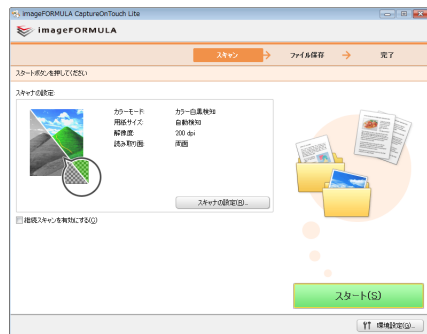 imageFORMULA CaptureOnTouch Lite
imageFORMULA
スキャン → ファイル保存 → 完了
スタートボタンを押してください
スキャナの設定:
カラーモード: カラー白黒検知
用紙サイズ: 自動検知
解像度: 200 dpi
読み取り面: 両面
スキャナの設定(R)...
継続スキャンを有効にする(C)
スタート(S)
環境設定(O)...